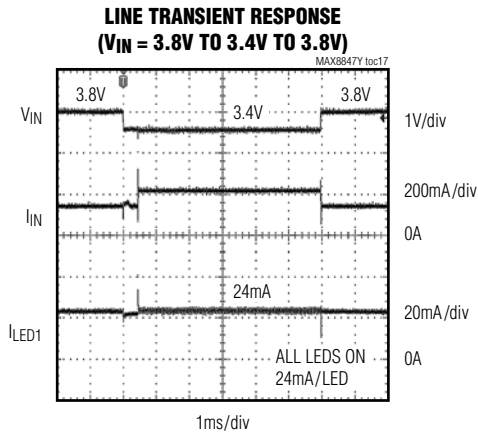 LINE TRANSIENT RESPONSE
(VIN = 3.8V TO 3.4V TO 3.8V)
MAX8847Y toc17
3.8V
3.4V
3.8V
VIN
1V/div
200mA/div
IIN
0A
24mA
20mA/div
ILED1
ALL LEDS ON
24mA/LED
0A
1ms/div